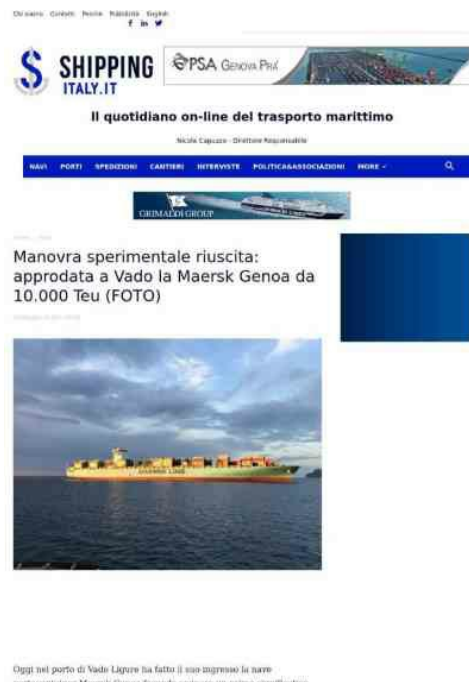 Chi siamo Contatti Perché Pubblicità English
SHIPPING
ITALY.IT
PSA GENOVA PRA'
Il quotidiano on-line del trasporto marittimo
Nicola Capuzzo - Direttore Responsabile
NAVI PORTI SPEDIZIONI CANTIERI INTERVISTE POLITICA&ASSOCIAZIONI MORE
GRIMALDI GROUP
Manovra sperimentale riuscita:
approdata a Vado la Maersk Genoa da
10.000 Teu (FOTO)
MAERSK LINE
Oggi nel porto di Vado Ligure ha fatto il suo ingresso la nave